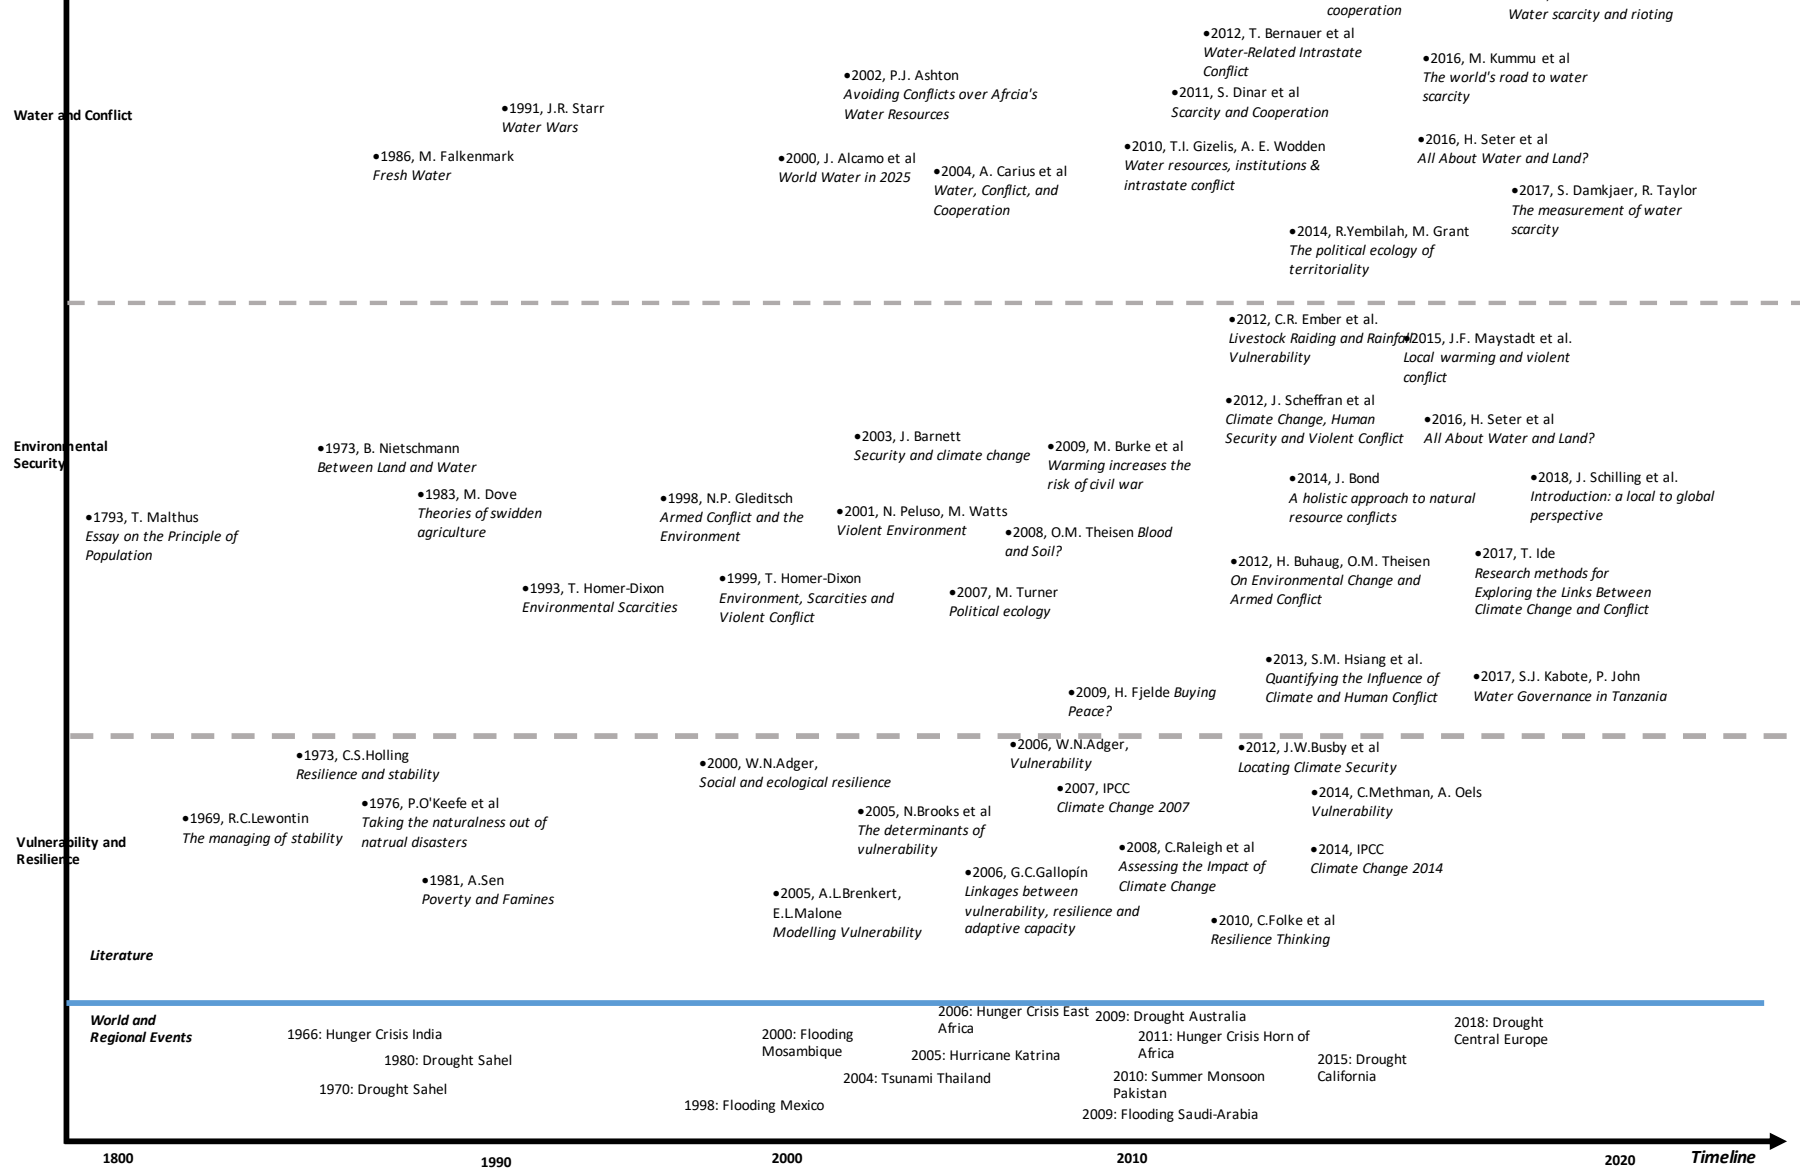 cooperation
Water scarcity and rioting
Water and Conflict
●2012, T. Bernauer et al
Water-Related Intrastate
Conflict
●2016, M. Kummu et al
The world's road to water
scarcity
●2002, P.J. Ashton
Avoiding Conflicts over Afrcia's
Water Resources
●2011, S. Dinar et al
Scarcity and Cooperation
●1991, J.R. Starr
Water Wars
●2016, H. Seter et al
All About Water and Land?
●2010, T.I. Gizelis, A. E. Wodden
Water resources, institutions &
intrastate conflict
●1986, M. Falkenmark
Fresh Water
●2000, J. Alcamo et al
World Water in 2025
●2004, A. Carius et al
Water, Conflict, and
Cooperation
●2017, S. Damkjaer, R. Taylor
The measurement of water
scarcity
●2014, R.Yembilah, M. Grant
The political ecology of
territoriality
Environmental
Security
●2012, C.R. Ember et al.
Livestock Raiding and Rainfall
Vulnerability
●2015, J.F. Maystadt et al.
Local warming and violent
conflict
●2012, J. Scheffran et al
Climate Change, Human
Security and Violent Conflict
●2016, H. Seter et al
All About Water and Land?
●2003, J. Barnett
Security and climate change
●2009, M. Burke et al
Warming increases the
risk of civil war
●1973, B. Nietschmann
Between Land and Water
●2014, J. Bond
A holistic approach to natural
resource conflicts
●2018, J. Schilling et al.
Introduction: a local to global
perspective
●1983, M. Dove
Theories of swidden
agriculture
●1998, N.P. Gleditsch
Armed Conflict and the
Environment
●2001, N. Peluso, M. Watts
Violent Environment
●1793, T. Malthus
Essay on the Principle of
Population
●2008, O.M. Theisen Blood
and Soil?
●2012, H. Buhaug, O.M. Theisen
On Environmental Change and
Armed Conflict
●2017, T. Ide
Research methods for
Exploring the Links Between
Climate Change and Conflict
●1993, T. Homer-Dixon
Environmental Scarcities
●1999, T. Homer-Dixon
Environment, Scarcities and
Violent Conflict
●2007, M. Turner
Political ecology
●2013, S.M. Hsiang et al.
Quantifying the Influence of
Climate and Human Conflict
●2017, S.J. Kabote, P. John
Water Governance in Tanzania
●2009, H. Fjelde Buying
Peace?
Vulnerability and
Resilience
●1973, C.S.Holling
Resilience and stability
●2000, W.N.Adger,
Social and ecological resilience
●2006, W.N.Adger,
Vulnerability
●2012, J.W.Busby et al
Locating Climate Security
●2007, IPCC
Climate Change 2007
●2014, C.Methman, A. Oels
Vulnerability
●1976, P.O'Keefe et al
Taking the naturalness out of
natrual disasters
●1969, R.C.Lewontin
The managing of stability
●2005, N.Brooks et al
The determinants of
vulnerability
●2008, C.Raleigh et al
Assessing the Impact of
Climate Change
●2014, IPCC
Climate Change 2014
●1981, A.Sen
Poverty and Famines
●2005, A.L.Brenkert,
E.L.Malone
Modelling Vulnerability
●2006, G.C.Gallopín
Linkages between
vulnerability, resilience and
adaptive capacity
●2010, C.Folke et al
Resilience Thinking
Literature
World and
Regional Events
1966: Hunger Crisis India
1980: Drought Sahel
1970: Drought Sahel
2000: Flooding
Mosambique
2006: Hunger Crisis East
Africa
2009: Drought Australia
2011: Hunger Crisis Horn of
Africa
2018: Drought
Central Europe
2005: Hurricane Katrina
2015: Drought
California
2004: Tsunami Thailand
2010: Summer Monsoon
Pakistan
1998: Flooding Mexico
2009: Flooding Saudi-Arabia
1800
1990
2000
2010
2020
Timeline